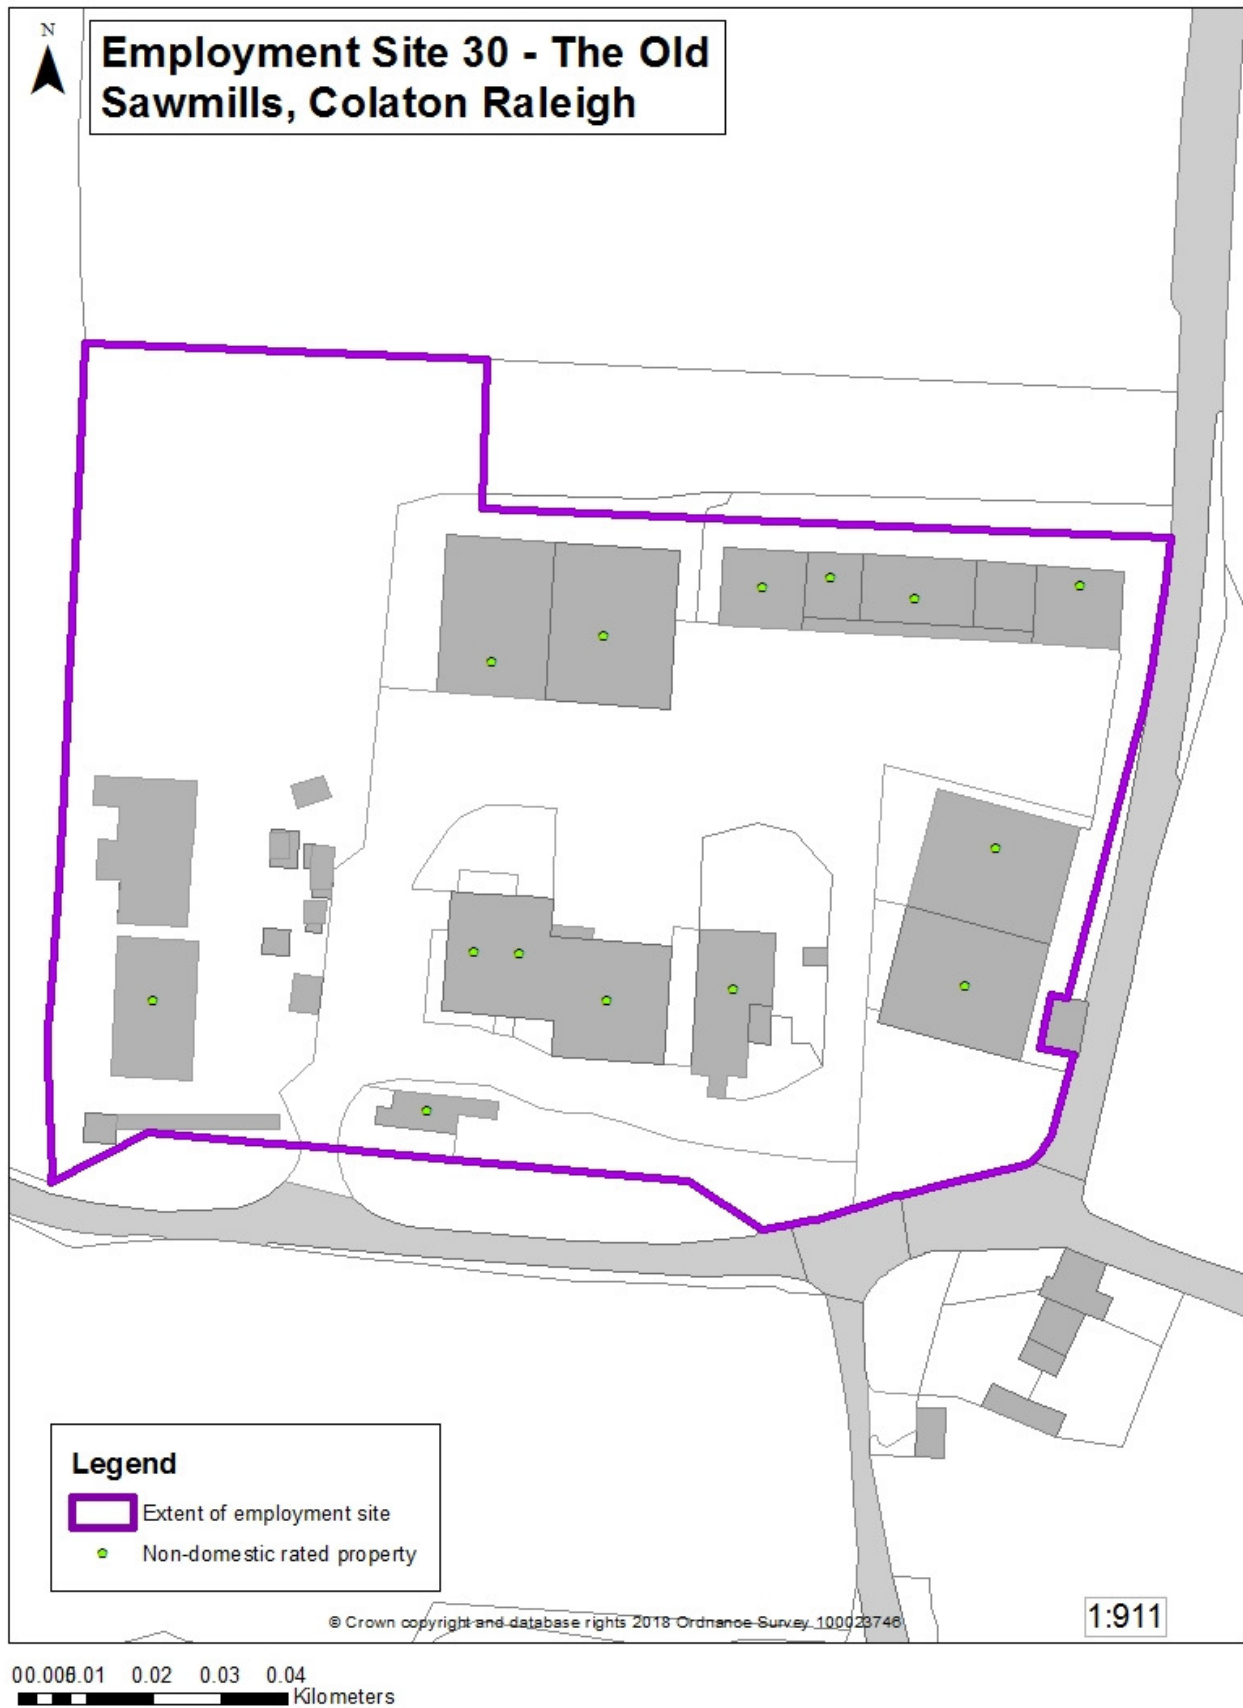 N
Employment Site 30 - The Old
Sawmills, Colaton Raleigh
Legend
Extent of employment site
Non-domestic rated property
© Crown copyright and database rights 2018 Ordnance Survey 100023746
1:911
0.02 0.03 0.04
Kilometers